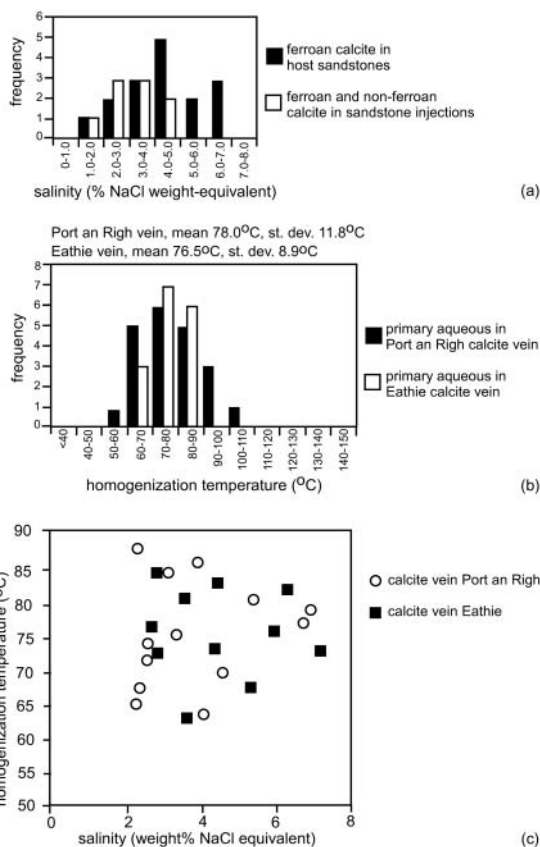 6
5
4
3
2
1
0
frequency
0-1.0
1.0-2.0
2.0-3.0
3.0-4.0
4.0-5.0
5.0-6.0
6.0-7.0
7.0-8.0
salinity (% NaCl weight-equivalent)
ferroan calcite in
host sandstones
ferroan and non-ferroan
calcite in sandstone injections
(a)
Port an Righ vein, mean 78.0°C, st. dev. 11.8°C
Eathie vein, mean 76.5ºC, st. dev. 8.9ºC
8
7
6
5
4
3
2
1
0
frequency
<40
40-50
50-60
60-70
70-80
80-90
90-100
100-110
110-120
120-130
130-140
140-150
homogenization temperature (°C)
primary aqueous in
Port an Righ calcite vein
primary aqueous in
Eathie calcite vein
(b)
90
85
80
75
70
65
60
55
50
homogenization temperature (°C)
0
2
4
6
8
salinity (weight% NaCl equivalent)
calcite vein Port an Righ
calcite vein Eathie
(c)